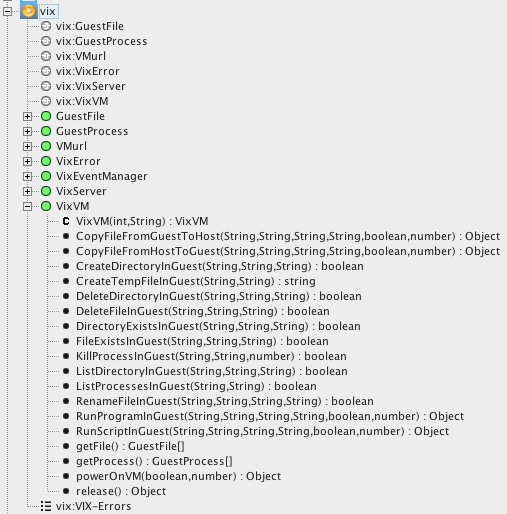 vix
vix:GuestFile
vix:GuestProcess
vix:VMurl
vix:VixError
vix:VixServer
vix:VixVM
GuestFile
GuestProcess
VMurl
VixError
VixEventManager
VixServer
VixVM
VixVM(int,String) : VixVM
CopyFileFromGuestToHost(String,String,String,String,boolean,number) : Object
CopyFileFromHostToGuest(String,String,String,String,boolean,number) : Object
CreateDirectoryInGuest(String,String,String) : boolean
CreateTempFileInGuest(String,String) : string
DeleteDirectoryInGuest(String,String,String) : boolean
DeleteFileInGuest(String,String,String) : boolean
DirectoryExistsInGuest(String,String,String) : boolean
FileExistsInGuest(String,String,String) : boolean
KillProcessInGuest(String,String,number) : boolean
ListDirectoryInGuest(String,String,String) : boolean
ListProcessesInGuest(String,String) : boolean
RenameFileInGuest(String,String,String,String) : boolean
RunProgramInGuest(String,String,String,String,boolean,number) : Object
RunScriptInGuest(String,String,String,String,boolean,number) : Object
getFile() : GuestFile[]
getProcess() : GuestProcess[]
powerOnVM(boolean,number) : Object
release() : Object
vix:VIX-Errors